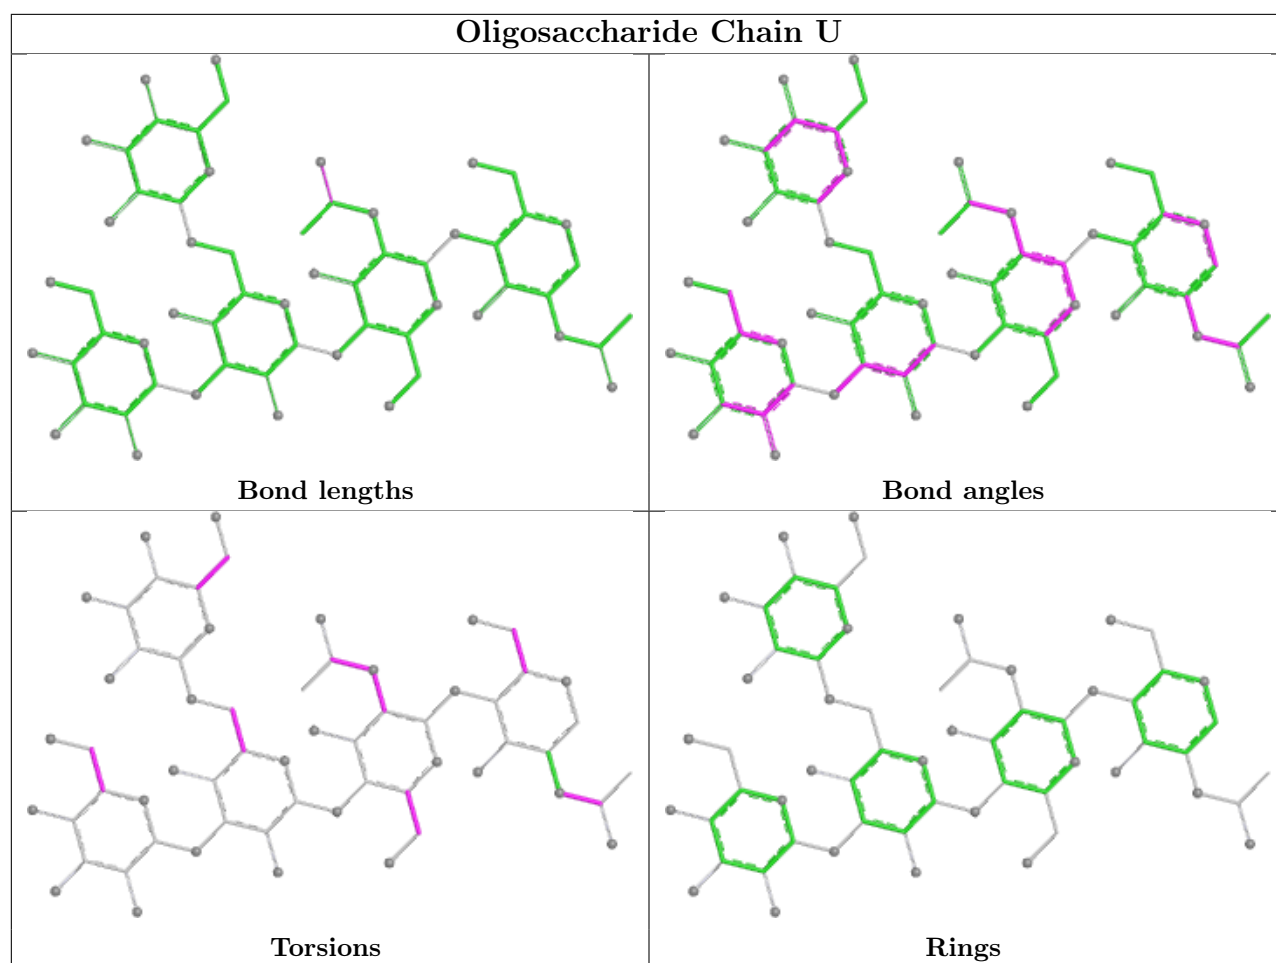 Oligosaccharide Chain U
Bond lengths
Bond angles
Torsions
Rings